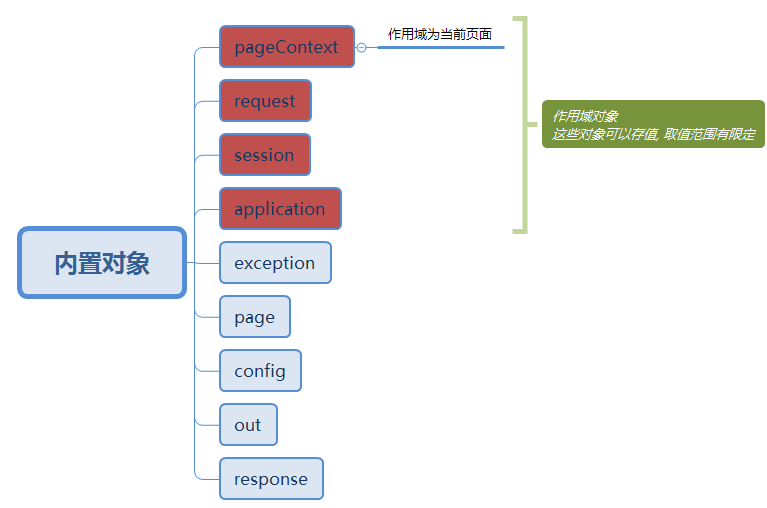 内置对象
pageContext
作用域为当前页面
request
session
application
exception
page
config
out
response
作用域对象
这些对象可以存值, 取值范围有限定